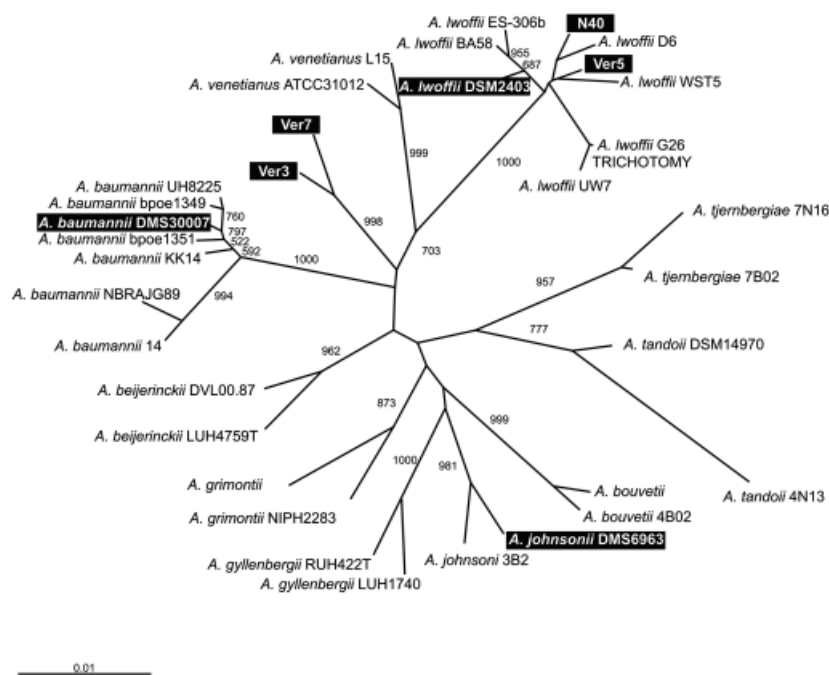 A. lwoffii ES-306b
N40
A. lwoffii BA58
955
A. lwoffii D6
687
A. venetianus L15
Ver5
A. venetianus ATCC31012
A. lwoffii DSM2403
A. lwoffii WST5
Ver7
A. lwoffii G26
TRICHOTOMY
999
1000
Ver3
A. lwoffii UW7
A. baumannii UH8225
A. baumannii bpoe1349
760
A. baumannii DMS30007
797
998
A. tjernbergiae 7N16
A. baumannii bpoe1351
522
A. baumannii KK14
592
703
1000
957
A. tjernbergiae 7B02
A. baumannii NBRAJG89
994
777
A. baumannii 14
962
A. tandoii DSM14970
A. beijerinckii DVL00.87
873
999
A. beijerinckii LUH4759T
1000
981
A. grimontii
A. bouvetii
A. tandoii 4N13
A. grimontii NIPH2283
A. bouvetii 4B02
A. johnsonii DMS6963
A. gyllenbergii RUH422T
A. johnsoni 3B2
A. gyllenbergii LUH1740
0.01